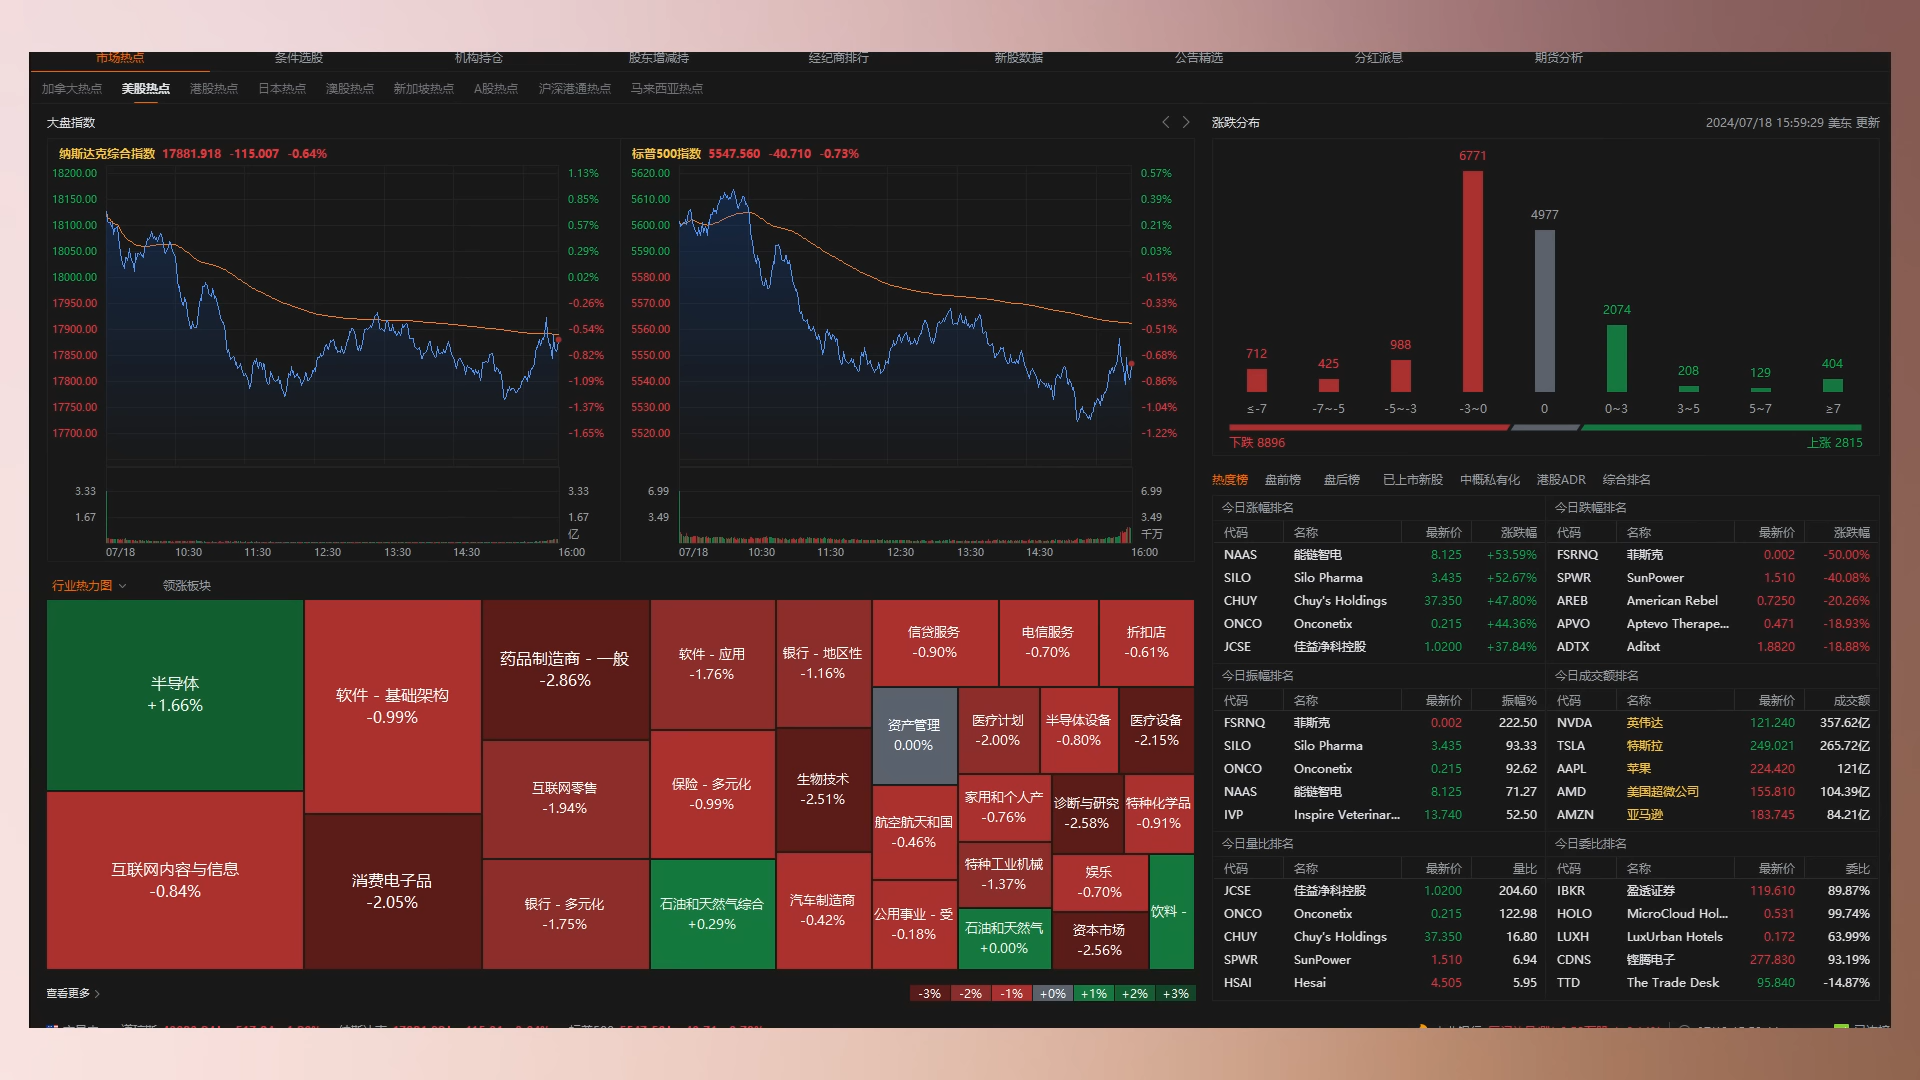 市场热点 条件选股 机构持仓 股东增减持 经纪商排行 新股数据 公告精选 分红派息 期货分析
加拿大热点 美股热点 港股热点 日本热点 澳股热点 新加坡热点 A股热点 沪深港通热点 马来西亚热点
大盘指数
纳斯达克综合指数 17881.918 -115.007 -0.64%
18200.00 1.13%
18150.00 0.85%
18100.00 0.57%
18050.00 0.29%
18000.00 0.02%
17950.00 -0.26%
17900.00 -0.54%
17850.00 -0.82%
17800.00 -1.09%
17750.00 -1.37%
17700.00 -1.65%
3.33 3.33
1.67 1.67
亿
07/18 10:30 11:30 12:30 13:30 14:30 16:00
标普500指数 5547.560 -40.710 -0.73%
5620.00 0.57%
5610.00 0.39%
5600.00 0.21%
5590.00 0.03%
5580.00 -0.15%
5570.00 -0.33%
5560.00 -0.51%
5550.00 -0.68%
5540.00 -0.86%
5530.00 -1.04%
5520.00 -1.22%
6.99 6.99
3.49 3.49
千万
07/18 10:30 11:30 12:30 13:30 14:30 16:00
涨跌分布 2024/07/18 15:59:29 美东 更新
712 425 988 6771 4977 2074 208 129 404
≤-7 -7~-5 -5~-3 -3~0 0 0~3 3~5 5~7 ≥7
下跌 8896 上涨 2815
行业热力图 领涨板块
半导体
+1.66%
互联网内容与信息
-0.84%
软件 - 基础架构
-0.99%
消费电子品
-2.05%
药品制造商 - 一般
-2.86%
互联网零售
-1.94%
银行 - 多元化
-1.75%
软件 - 应用
-1.76%
保险 - 多元化
-0.99%
石油和天然气综合
+0.29%
银行 - 地区性
-1.16%
生物技术
-2.51%
汽车制造商
-0.42%
信贷服务
-0.90%
电信服务
-0.70%
折扣店
-0.61%
资产管理
0.00%
航空航天和国
-0.46%
公用事业 - 受
-0.18%
医疗计划
-2.00%
半导体设备
-0.80%
医疗设备
-2.15%
家用和个人产
-0.76%
特种工业机械
-1.37%
石油和天然气
+0.00%
诊断与研究
-2.58%
特种化学品
-0.91%
娱乐
-0.70%
资本市场
-2.56%
饮料 -
查看更多
-3% -2% -1% +0% +1% +2% +3%
热度榜 盘前榜 盘后榜 已上市新股 中概私有化 港股ADR 综合排名
今日涨幅排名
代码 名称 最新价 涨跌幅
NAAS 能链智电 8.125 +53.59%
SILO Silo Pharma 3.435 +52.67%
CHUY Chuy's Holdings 37.350 +47.80%
ONCO Onconetix 0.215 +44.36%
JCSE 佳益净科控股 1.0200 +37.84%
今日跌幅排名
代码 名称 最新价 涨跌幅
FSRNQ 菲斯克 0.002 -50.00%
SPWR SunPower 1.510 -40.08%
AREB American Rebel 0.7250 -20.26%
APVO Aptevo Therape... 0.471 -18.93%
ADTX Aditxt 1.8820 -18.88%
今日振幅排名
代码 名称 最新价 振幅%
FSRNQ 菲斯克 0.002 222.50
SILO Silo Pharma 3.435 93.33
ONCO Onconetix 0.215 92.62
NAAS 能链智电 8.125 71.27
IVP Inspire Veterinar... 13.740 52.50
今日成交额排名
代码 名称 最新价 成交额
NVDA 英伟达 121.240 357.62亿
TSLA 特斯拉 249.021 265.72亿
AAPL 苹果 224.420 121亿
AMD 美国超微公司 155.810 104.39亿
AMZN 亚马逊 183.745 84.21亿
今日量比排名
代码 名称 最新价 量比
JCSE 佳益净科控股 1.0200 204.60
ONCO Onconetix 0.215 122.98
CHUY Chuy's Holdings 37.350 16.80
SPWR SunPower 1.510 6.94
HSAI Hesai 4.505 5.95
今日委比排名
代码 名称 最新价 委比
IBKR 盈透证券 119.610 89.87%
HOLO MicroCloud Hol... 0.531 99.74%
LUXH LuxUrban Hotels 0.172 63.99%
CDNS 铿腾电子 277.830 93.19%
TTD The Trade Desk 95.840 -14.87%